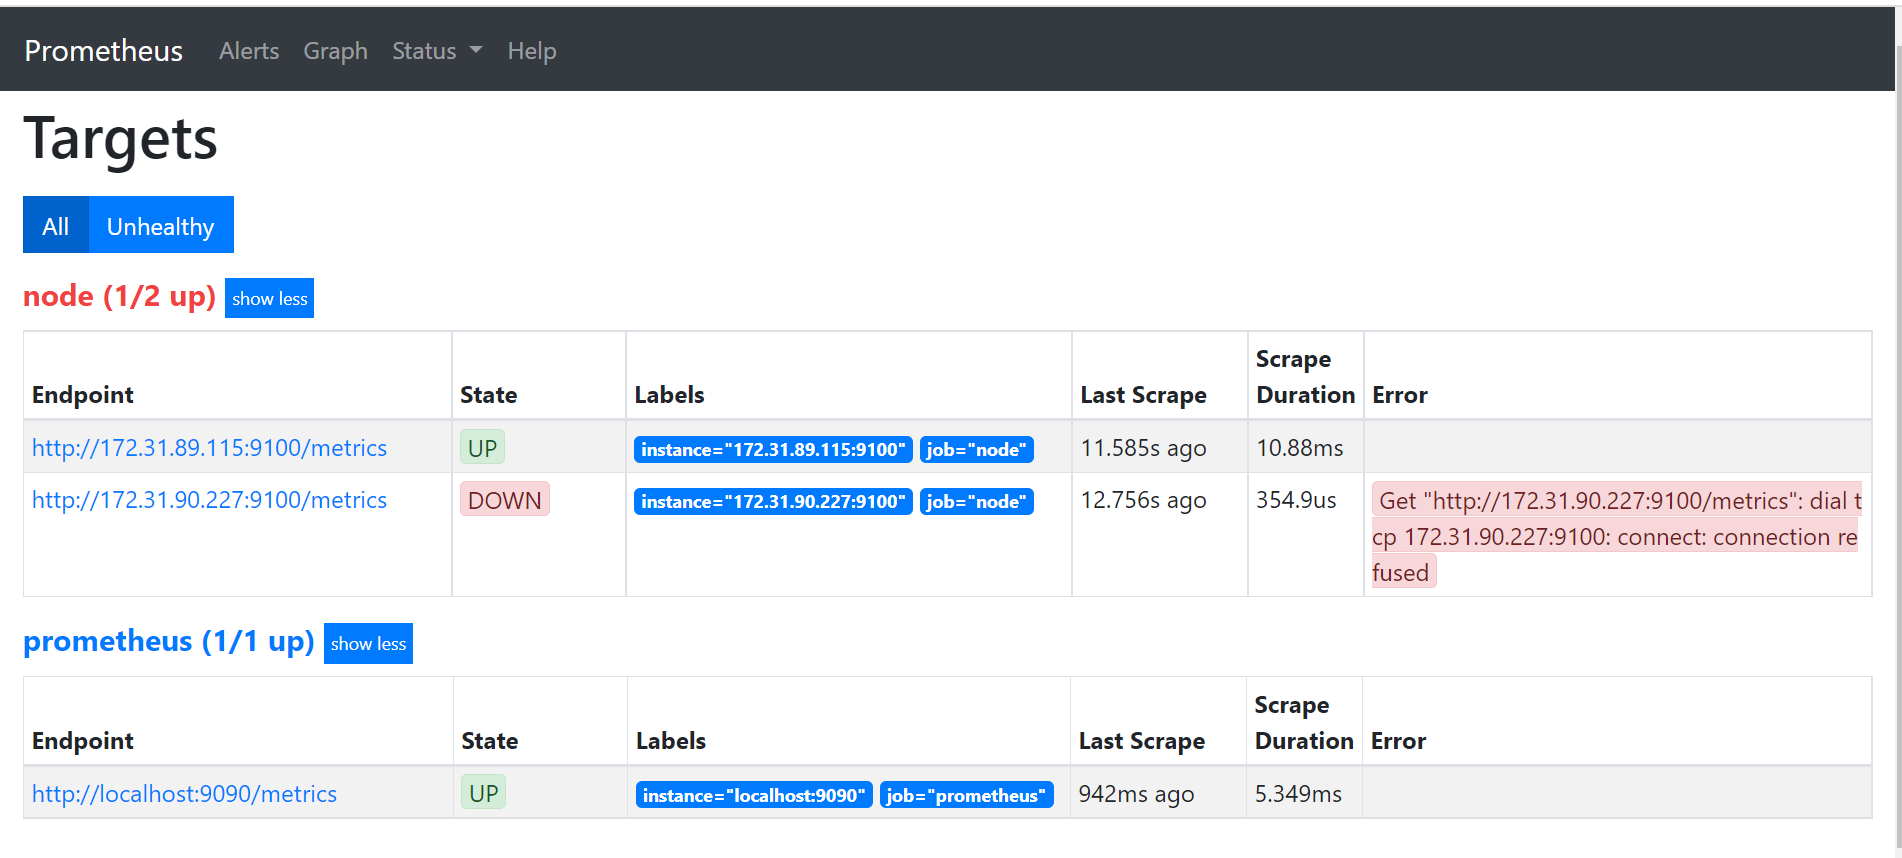 Prometheus Alerts Graph Status Help
Targets
All Unhealthy
node (1/2 up) show less
Endpoint State Labels Last Scrape Scrape Duration Error
http://172.31.89.115:9100/metrics UP instance="172.31.89.115:9100" job="node" 11.585s ago 10.88ms
http://172.31.90.227:9100/metrics DOWN instance="172.31.90.227:9100" job="node" 12.756s ago 354.9us Get "http://172.31.90.227:9100/metrics": dial t
cp 172.31.90.227:9100: connect: connection re
fused
prometheus (1/1 up) show less
Endpoint State Labels Last Scrape Scrape Duration Error
http://localhost:9090/metrics UP instance="localhost:9090" job="prometheus" 942ms ago 5.349ms